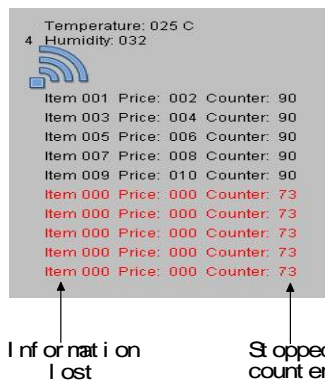 Temperature: 025 C
4 Humidity: 032
Item 001 Price: 002 Counter: 90
Item 003 Price: 004 Counter: 90
Item 005 Price: 006 Counter: 90
Item 007 Price: 008 Counter: 90
Item 009 Price: 010 Counter: 90
Item 000 Price: 000 Counter: 73
Item 000 Price: 000 Counter: 73
Item 000 Price: 000 Counter: 73
Item 000 Price: 000 Counter: 73
Item 000 Price: 000 Counter: 73
Information lost
Stopped counter